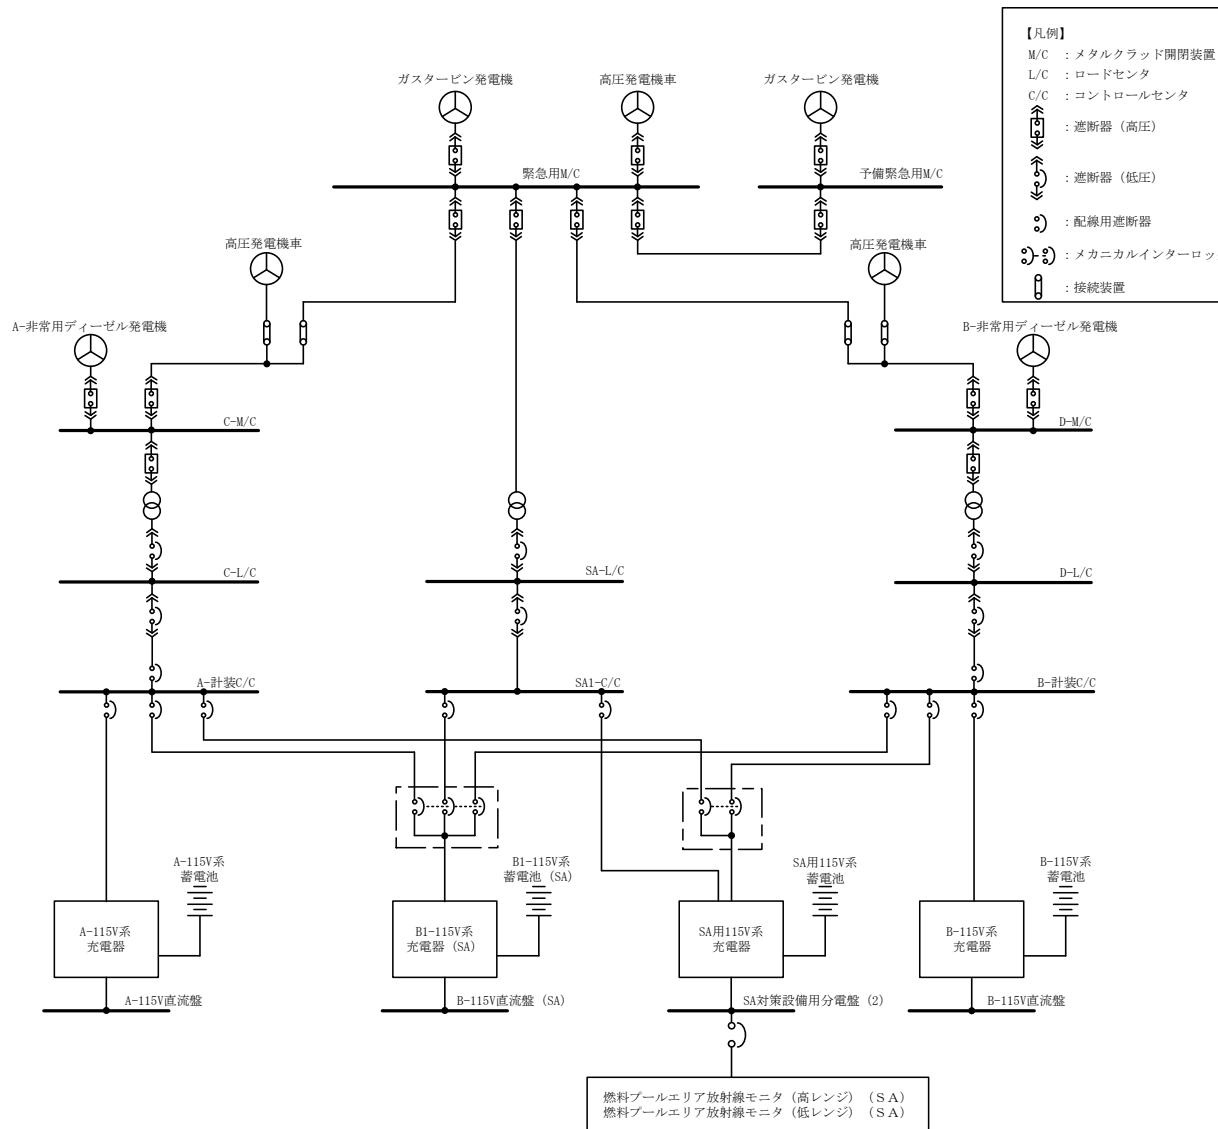 【凡例】
M/C ：メタルクラッド開閉装置
L/C ：ロードセンタ
C/C ：コントロールセンタ
：遮断器（高圧）
：遮断器（低圧）
：配線用遮断器
：メカニカルインターロッ
：接続装置
ガスタービン発電機
高圧発電機車
ガスタービン発電機
緊急用M/C
予備緊急用M/C
高圧発電機車
高圧発電機車
A-非常用ディーゼル発電機
B-非常用ディーゼル発電機
C-M/C
D-M/C
C-L/C
SA-L/C
D-L/C
A-計装C/C
SA1-C/C
B-計装C/C
A-115V系
蓄電池
B1-115V系
蓄電池（SA）
SA用115V系
蓄電池
B-115V系
蓄電池
A-115V系
充電器
B1-115V系
充電器（SA）
SA用115V系
充電器
B-115V系
充電器
A-115V直流盤
B-115V直流盤（SA）
SA対策設備用分電盤（2）
B-115V直流盤
燃料プールエリア放射線モニタ（高レンジ）（ＳＡ）
燃料プールエリア放射線モニタ（低レンジ）（ＳＡ）